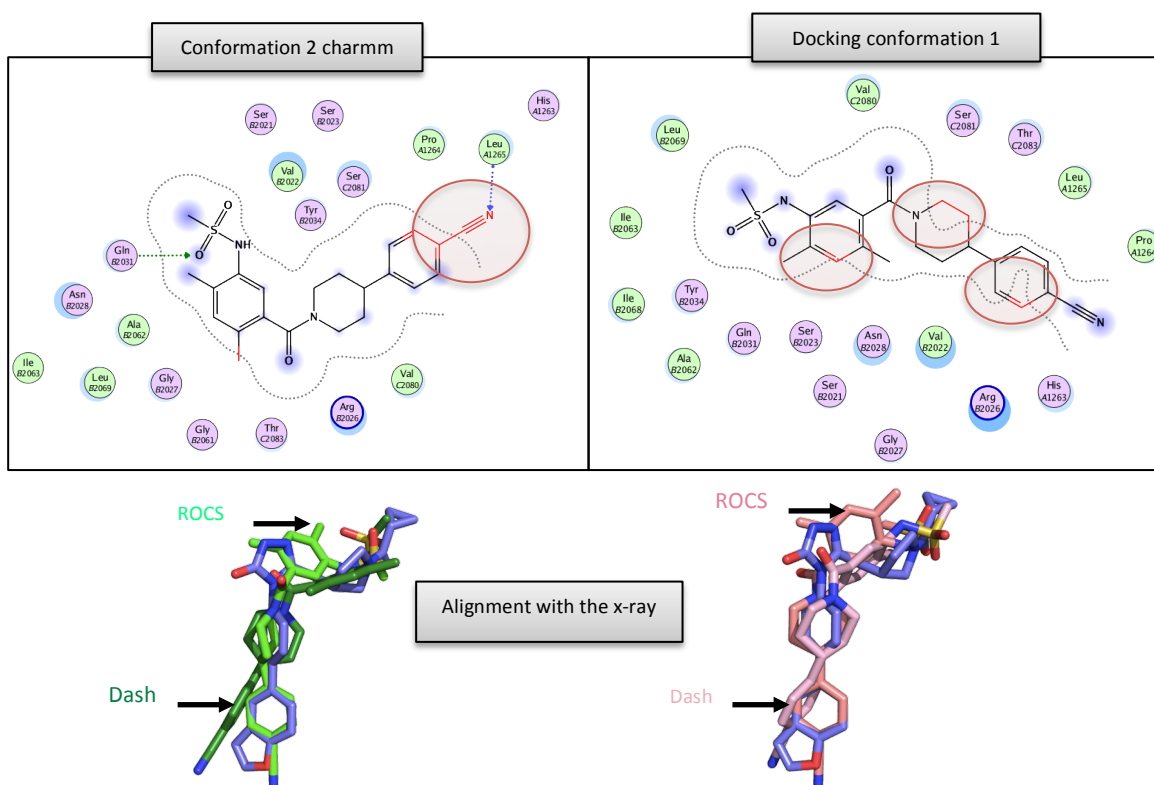 Conformation 2 charmm
Docking conformation 1
His
A1263
Ser
B2021
Ser
B2023
Pro
A1264
Leu
A1265
Val
B2022
Ser
C2081
Tyr
B2034
O
S
O
NH
N
Gln
B2031
Asn
B2028
Ala
B2062
N
O
Ile
B2063
Leu
B2069
Gly
B2027
Val
C2080
Arg
B2026
Gly
B2061
Thr
C2083
Val
C2080
Leu
B2069
Ser
C2081
Thr
C2083
Leu
A1265
O
N
N
S
O
O
Ile
B2063
Pro
A1264
Tyr
B2034
Ile
B2068
Gln
B2031
Ser
B2023
Asn
B2028
Val
B2022
N
Ala
B2062
Ser
B2021
Arg
B2026
His
A1263
Gly
B2027
ROCS
ROCS
Alignment with the x-ray
Dash
Dash